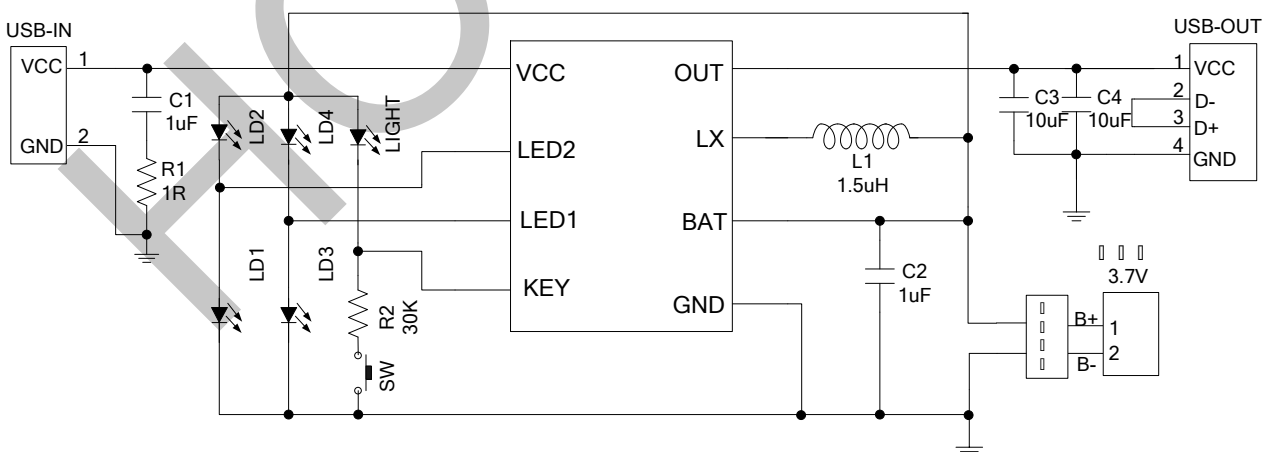 USB-IN
VCC 1
GND 2
C1
1uF
R1
1R
LD2
LD4
LIGHT
LD1
LD3
R2
30K
SW
VCC
LED2
LED1
KEY
OUT
LX
BAT
GND
L1
1.5uH
C2
1uF
C3
10uF
C4
10uF
USB-OUT
1 VCC
2 D-
3 D+
4 GND
3.7V
B+ 1
B- 2